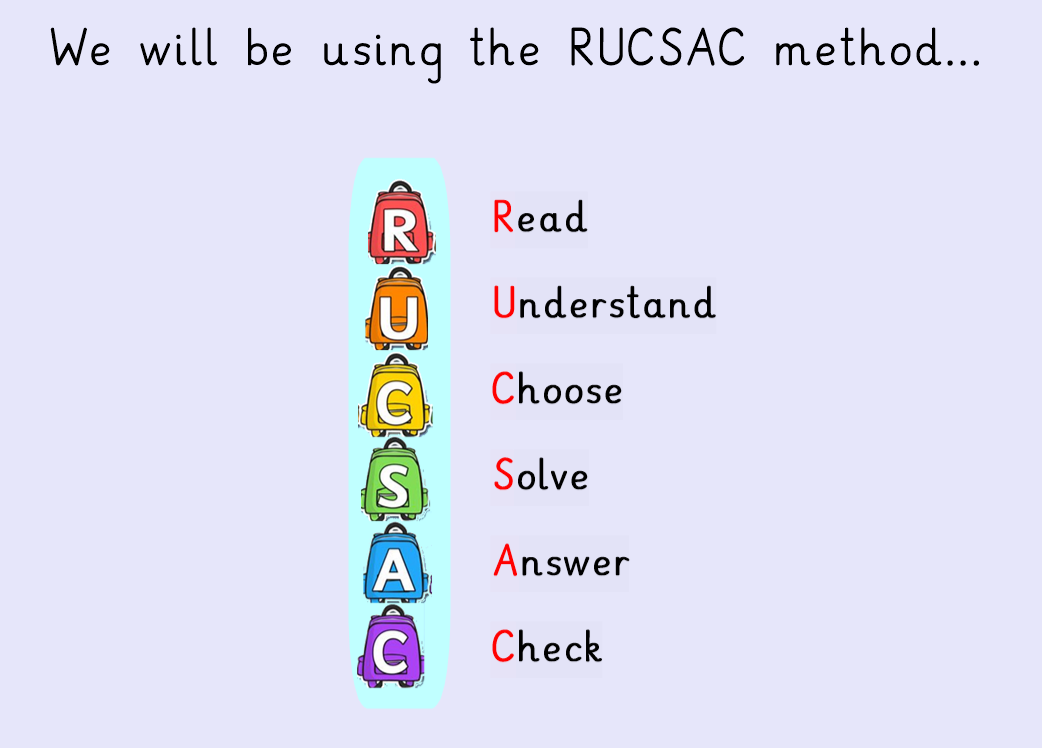 We will be using the RUCSAC method...
R Read
U Understand
C Choose
S Solve
A Answer
C Check